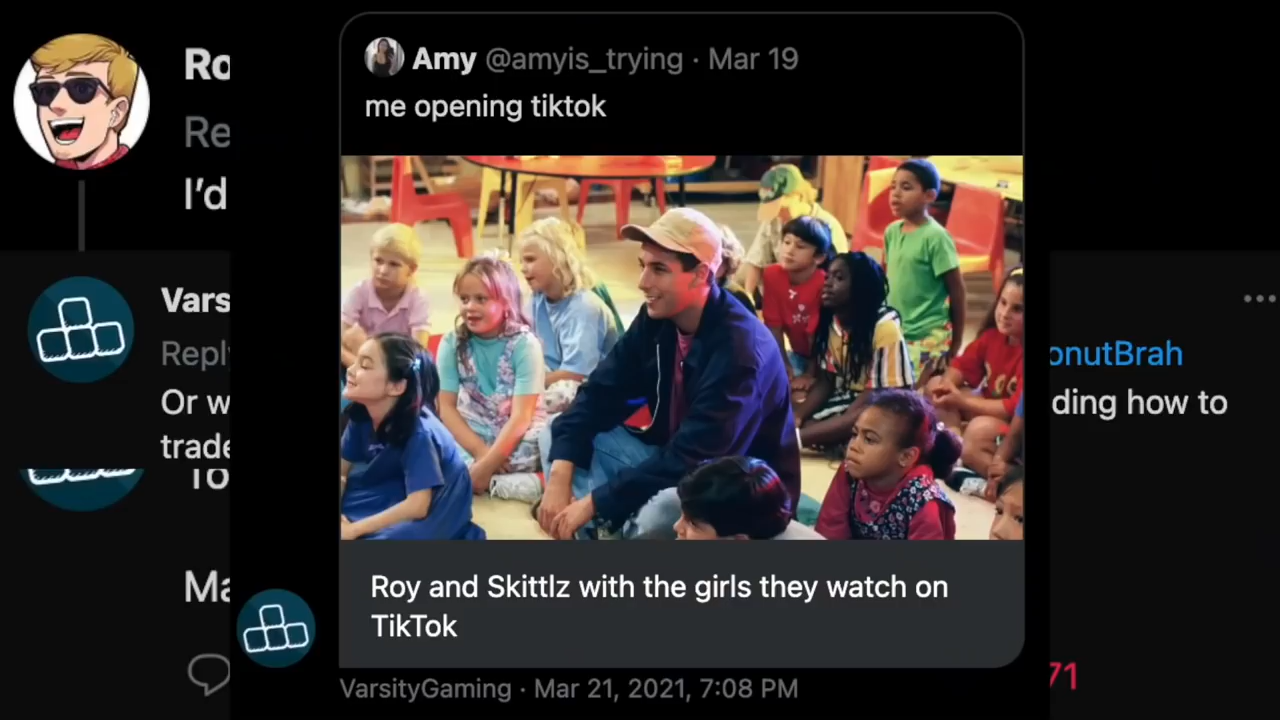 Ro
Re
I'd
Amy @amyis_trying · Mar 19
me opening tiktok
Vars
Reply
onutBrah
Or w
ding how to
trade
To
Roy and Skittlz with the girls they watch on
TikTok
Ma
VarsityGaming · Mar 21, 2021, 7:08 PM
71